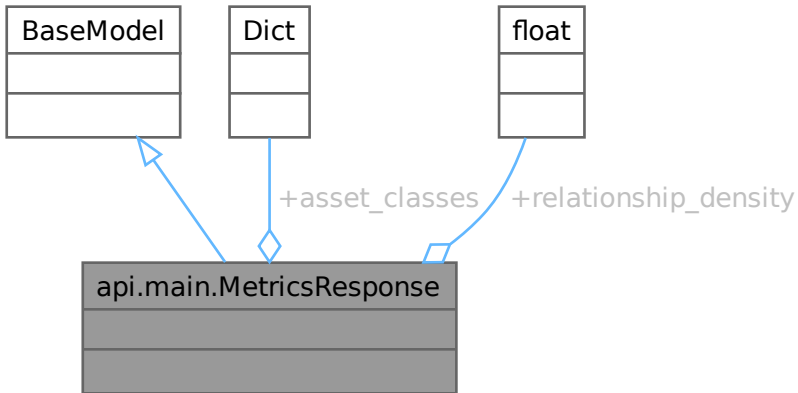 BaseModel
Dict
float
+asset_classes
+relationship_density
api.main.MetricsResponse